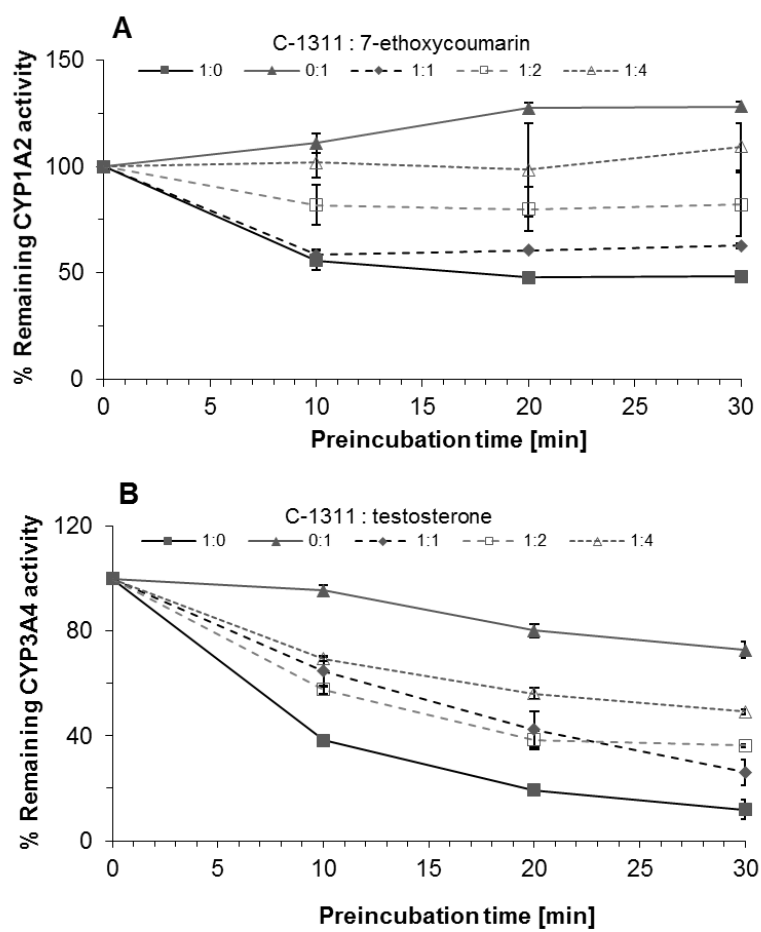 A
C-1311 : 7-ethoxycoumarin
1:0 0:1 1:1 1:2 1:4
% Remaining CYP1A2 activity
150
100
50
0
0 5 10 15 20 25 30
Preincubation time [min]
B
C-1311 : testosterone
1:0 0:1 1:1 1:2 1:4
% Remaining CYP3A4 activity
120
80
40
0
0 5 10 15 20 25 30
Preincubation time [min]